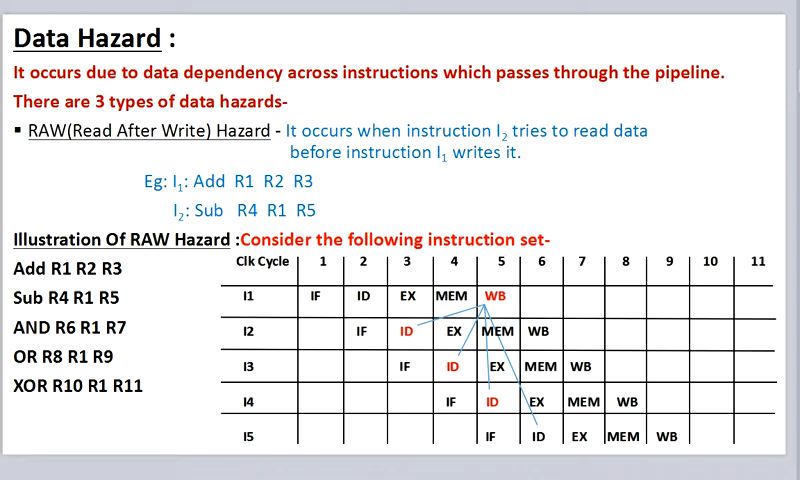 Data Hazard :
It occurs due to data dependency across instructions which passes through the pipeline.
There are 3 types of data hazards-
▪ RAW(Read After Write) Hazard - It occurs when instruction I₂ tries to read data
before instruction I₁ writes it.
Eg: I₁: Add R1 R2 R3
I₂: Sub R4 R1 R5
Illustration Of RAW Hazard :Consider the following instruction set-
Add R1 R2 R3
Sub R4 R1 R5
AND R6 R1 R7
OR R8 R1 R9
XOR R10 R1 R11
Clk Cycle 1 2 3 4 5 6 7 8 9 10 11
I1 IF ID EX MEM WB
I2 IF ID EX MEM WB
I3 IF ID EX MEM WB
I4 IF ID EX MEM WB
I5 IF ID EX MEM WB